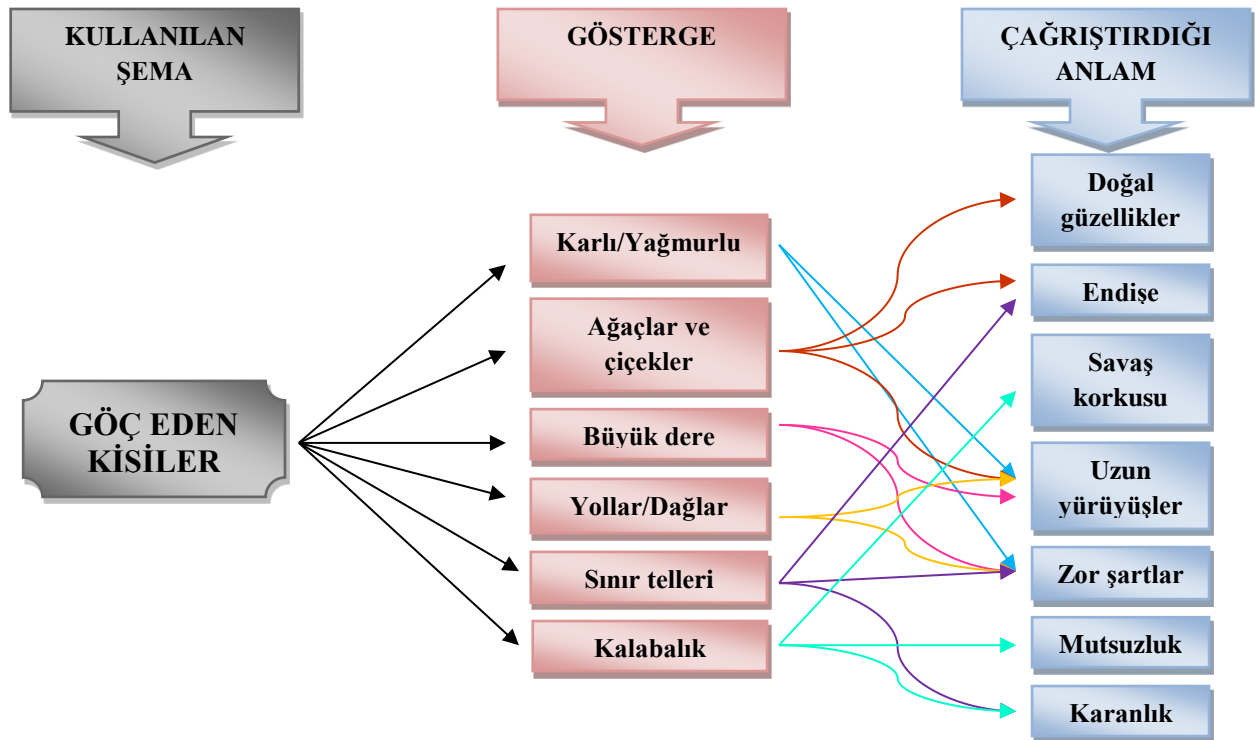 KULLANILAN
ŞEMA
GÖSTERGE
ÇAĞRIŞTIRDIĞI
ANLAM
GÖÇ EDEN
KİSİLER
Karlı/Yağmurlu
Ağaçlar ve
çiçekler
Büyük dere
Yollar/Dağlar
Sınır telleri
Kalabalık
Doğal
güzellikler
Endişe
Savaş
korkusu
Uzun
yürüyüşler
Zor şartlar
Mutsuzluk
Karanlık